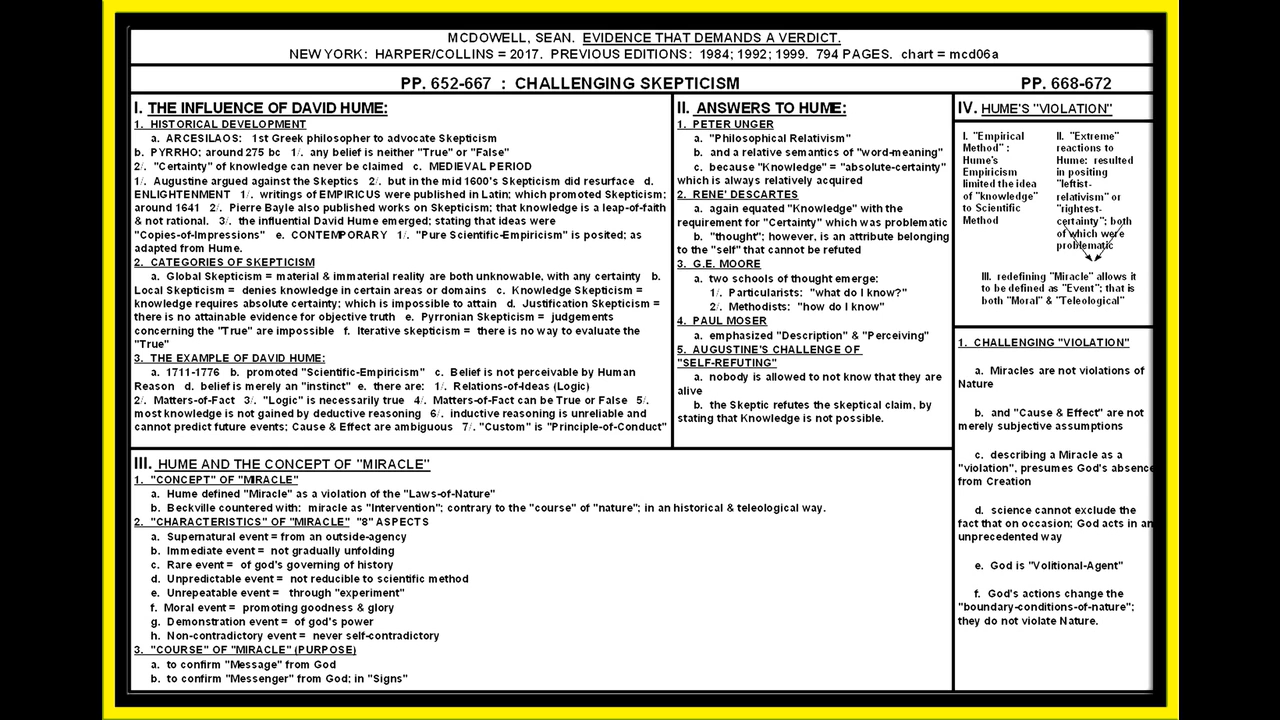 MCDOWELL, SEAN. EVIDENCE THAT DEMANDS A VERDICT.
NEW YORK: HARPER/COLLINS = 2017. PREVIOUS EDITIONS: 1984; 1992; 1999. 794 PAGES. chart = mcd06a
PP. 652-667 : CHALLENGING SKEPTICISM
PP. 668-672
I. THE INFLUENCE OF DAVID HUME:
1. HISTORICAL DEVELOPMENT
a. ARCESILAOS: 1st Greek philosopher to advocate Skepticism
b. PYRRHO; around 275 bc 1/. any belief is neither "True" or "False"
2/. "Certainty" of knowledge can never be claimed c. MEDIEVAL PERIOD
1/. Augustine argued against the Skeptics 2/. but in the mid 1600's Skepticism did resurface d.
ENLIGHTENMENT 1/. writings of EMPIRICUS were published in Latin; which promoted Skepticism;
around 1641 2/. Pierre Bayle also published works on Skepticism; that knowledge is a leap-of-faith
& not rational. 3/. the influential David Hume emerged; stating that ideas were
"Copies-of-Impressions" e. CONTEMPORARY 1/. "Pure Scientific-Empiricism" is posited; as
adapted from Hume.
2. CATEGORIES OF SKEPTICISM
a. Global Skepticism = material & immaterial reality are both unknowable, with any certainty b.
Local Skepticism = denies knowledge in certain areas or domains c. Knowledge Skepticism =
knowledge requires absolute certainty; which is impossible to attain d. Justification Skepticism =
there is no attainable evidence for objective truth e. Pyrronian Skepticism = judgements
concerning the "True" are impossible f. Iterative skepticism = there is no way to evaluate the
"True"
3. THE EXAMPLE OF DAVID HUME:
a. 1711-1776 b. promoted "Scientific-Empiricism" c. Belief is not perceivable by Human
Reason d. belief is merely an "instinct" e. there are: 1/. Relations-of-Ideas (Logic)
2/. Matters-of-Fact 3/. "Logic" is necessarily true 4/. Matters-of-Fact can be True or False 5/.
most knowledge is not gained by deductive reasoning 6/. inductive reasoning is unreliable and
cannot predict future events; Cause & Effect are ambiguous 7/. "Custom" is "Principle-of-Conduct"
II. ANSWERS TO HUME:
1. PETER UNGER
a. "Philosophical Relativism"
b. and a relative semantics of "word-meaning"
c. because "Knowledge" = "absolute-certainty"
which is always relatively acquired
2. RENE' DESCARTES
a. again equated "Knowledge" with the
requirement for "Certainty" which was problematic
b. "thought"; however, is an attribute belonging
to the "self" that cannot be refuted
3. G.E. MOORE
a. two schools of thought emerge:
1/. Particularists: "what do I know?"
2/. Methodists: "how do I know"
4. PAUL MOSER
a. emphasized "Description" & "Perceiving"
5. AUGUSTINE'S CHALLENGE OF
"SELF-REFUTING"
a. nobody is allowed to not know that they are
alive
b. the Skeptic refutes the skeptical claim, by
stating that Knowledge is not possible.
III. HUME AND THE CONCEPT OF "MIRACLE"
1. "CONCEPT" OF "MIRACLE"
a. Hume defined "Miracle" as a violation of the "Laws-of-Nature"
b. Beckville countered with: miracle as "Intervention"; contrary to the "course" of "nature"; in an historical & teleological way.
2. "CHARACTERISTICS" OF "MIRACLE" "8" ASPECTS
a. Supernatural event = from an outside-agency
b. Immediate event = not gradually unfolding
c. Rare event = of god's governing of history
d. Unpredictable event = not reducible to scientific method
e. Unrepeatable event = through "experiment"
f. Moral event = promoting goodness & glory
g. Demonstration event = of god's power
h. Non-contradictory event = never self-contradictory
3. "COURSE" OF "MIRACLE" (PURPOSE)
a. to confirm "Message" from God
b. to confirm "Messenger" from God; in "Signs"
IV. HUME'S "VIOLATION"
I. "Empirical
Method" :
Hume's
Empiricism
limited the idea
of "knowledge"
to Scientific
Method
II. "Extreme"
reactions to
Hume: resulted
in positing
"leftist-
relativism" or
"rightest-
certainty"; both
of which were
problematic
III. redefining "Miracle" allows it
to be defined as "Event"; that is
both "Moral" & "Teleological"
1. CHALLENGING "VIOLATION"
a. Miracles are not violations of
Nature
b. and "Cause & Effect" are not
merely subjective assumptions
c. describing a Miracle as a
"violation", presumes God's absence
from Creation
d. science cannot exclude the
fact that on occasion; God acts in an
unprecedented way
e. God is "Volitional-Agent"
f. God's actions change the
"boundary-conditions-of-nature";
they do not violate Nature.